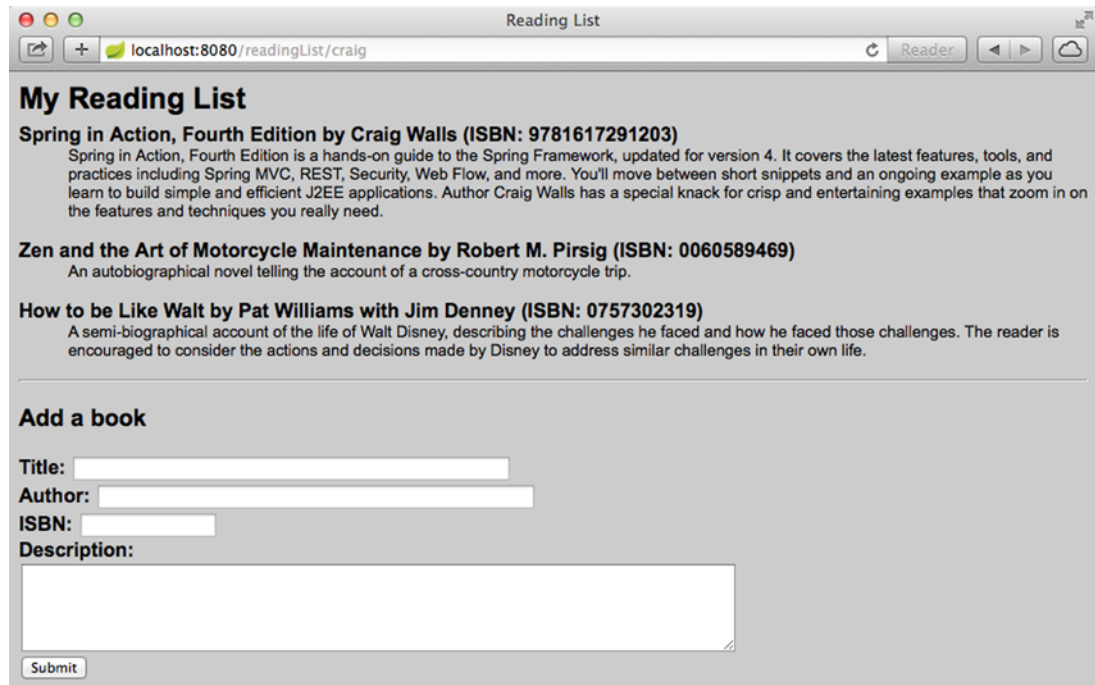 Reading List
localhost:8080/readingList/craig
Reader
My Reading List
Spring in Action, Fourth Edition by Craig Walls (ISBN: 9781617291203)
Spring in Action, Fourth Edition is a hands-on guide to the Spring Framework, updated for version 4. It covers the latest features, tools, and
practices including Spring MVC, REST, Security, Web Flow, and more. You'll move between short snippets and an ongoing example as you
learn to build simple and efficient J2EE applications. Author Craig Walls has a special knack for crisp and entertaining examples that zoom in on
the features and techniques you really need.
Zen and the Art of Motorcycle Maintenance by Robert M. Pirsig (ISBN: 0060589469)
An autobiographical novel telling the account of a cross-country motorcycle trip.
How to be Like Walt by Pat Williams with Jim Denney (ISBN: 0757302319)
A semi-biographical account of the life of Walt Disney, describing the challenges he faced and how he faced those challenges. The reader is
encouraged to consider the actions and decisions made by Disney to address similar challenges in their own life.
Add a book
Title:
Author:
ISBN:
Description:
Submit